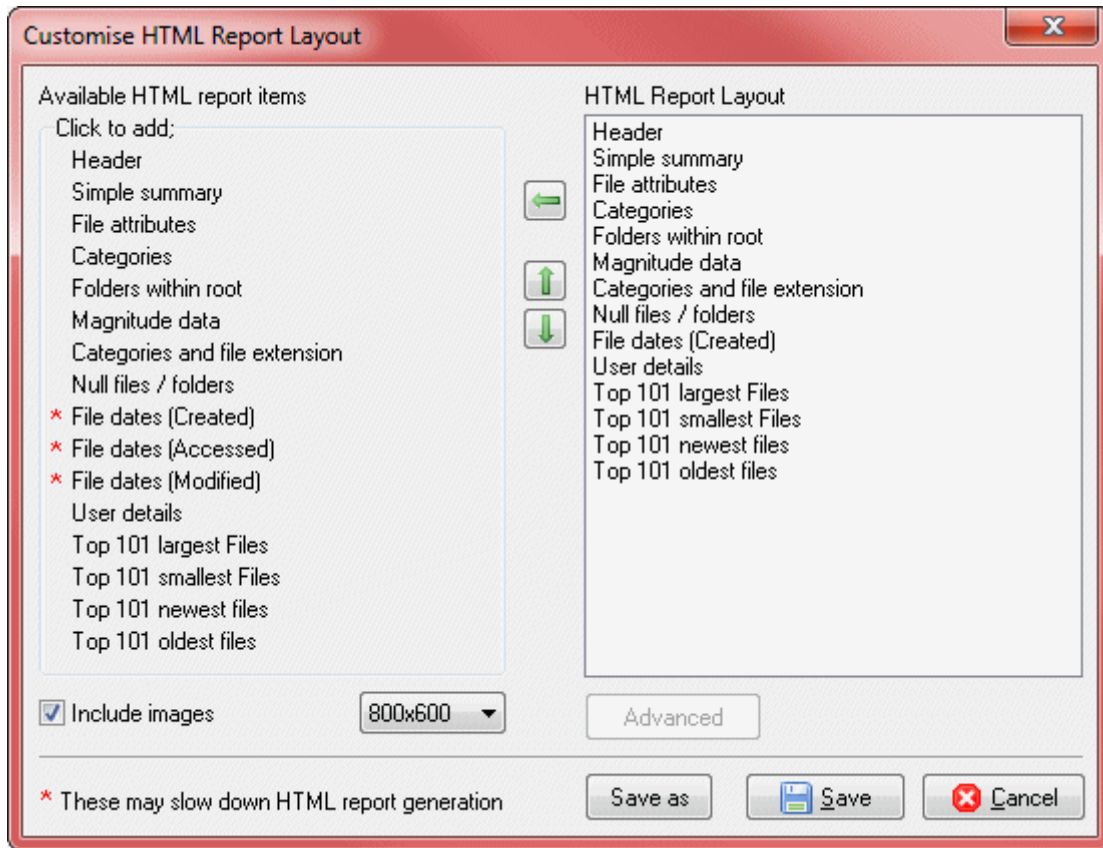 Customise HTML Report Layout
Available HTML report items
Click to add;
Header
Simple summary
File attributes
Categories
Folders within root
Magnitude data
Categories and file extension
Null files / folders
* File dates (Created)
* File dates (Accessed)
* File dates (Modified)
User details
Top 101 largest Files
Top 101 smallest Files
Top 101 newest files
Top 101 oldest files
HTML Report Layout
Header
Simple summary
File attributes
Categories
Folders within root
Magnitude data
Categories and file extension
Null files / folders
File dates (Created)
User details
Top 101 largest Files
Top 101 smallest Files
Top 101 newest files
Top 101 oldest files
Include images
800x600
Advanced
* These may slow down HTML report generation
Save as
Save
Cancel